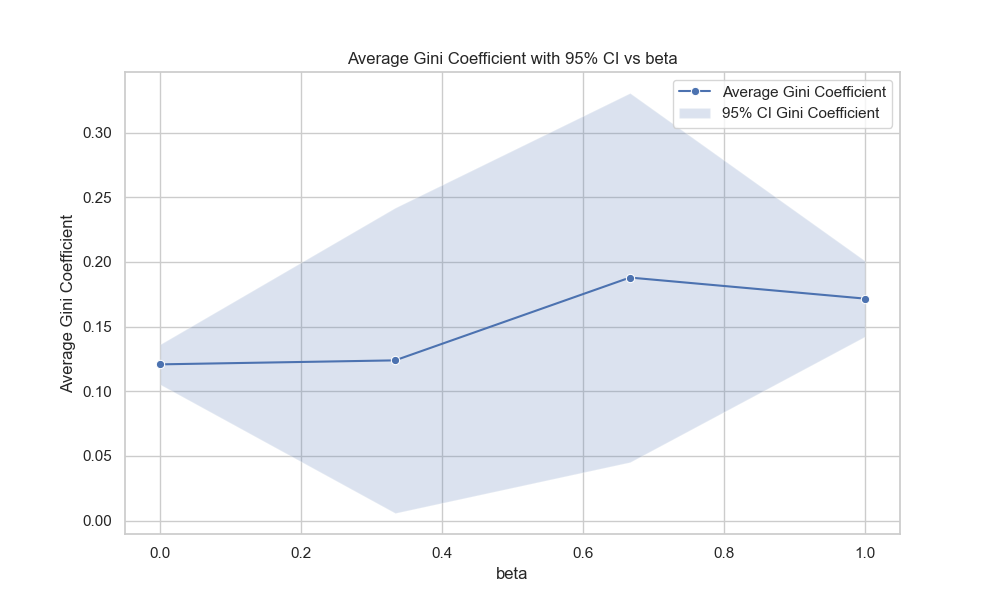 Average Gini Coefficient with 95% CI vs beta
Average Gini Coefficient
95% CI Gini Coefficient
Average Gini Coefficient
0.30
0.25
0.20
0.15
0.10
0.05
0.00
0.0 0.2 0.4 0.6 0.8 1.0
beta